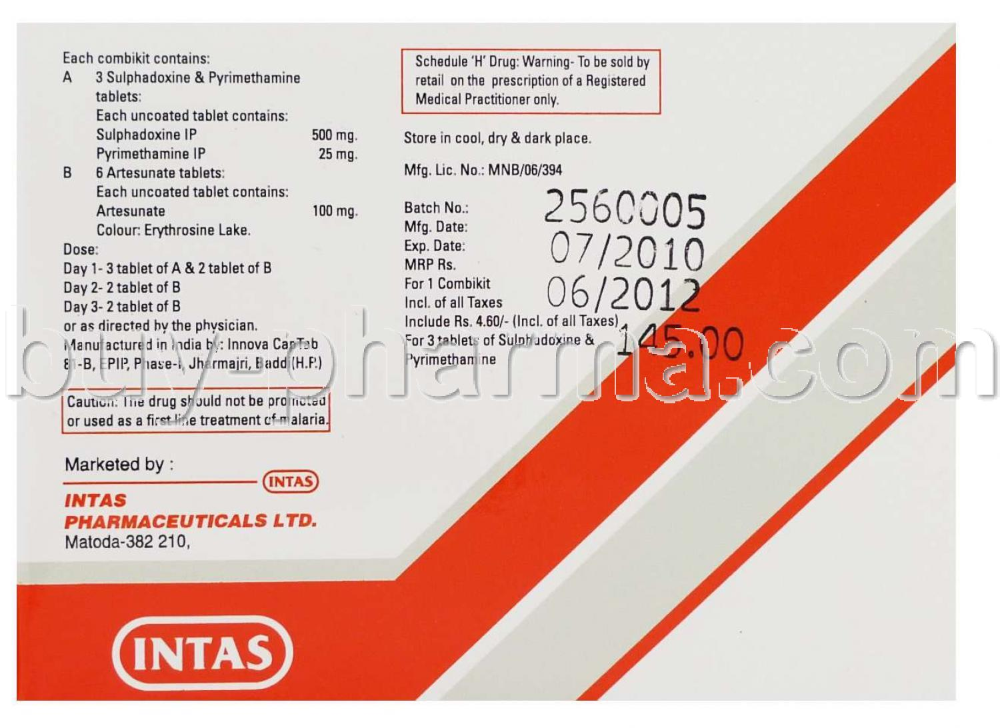 Each combikit contains:
A 3 Sulphadoxine & Pyrimethamine
tablets:
Each uncoated tablet contains:
Sulphadoxine IP 500 mg.
Pyrimethamine IP 25 mg.
B 6 Artesunate tablets:
Each uncoated tablet contains:
Artesunate 100 mg.
Colour: Erythrosine Lake.
Dose:
Day 1- 3 tablet of A & 2 tablet of B
Day 2- 2 tablet of B
Day 3- 2 tablet of B
or as directed by the physician.
Manufactured in India by: Innova CapTab
81-B, EPIP, Phase-I, Jharmajri, Baddi (H.P.)
Caution: The drug should not be promoted
or used as a first line treatment of malaria.
Marketed by :
INTAS
INTAS
PHARMACEUTICALS LTD.
Matoda-382 210,
Schedule 'H' Drug: Warning- To be sold by
retail on the prescription of a Registered
Medical Practitioner only.
Store in cool, dry & dark place.
Mfg. Lic. No.: MNB/06/394
Batch No.: 2560005
Mfg. Date: 07/2010
Exp. Date: 06/2012
MRP Rs. 145.00
For 1 Combikit
Incl. of all Taxes
Include Rs. 4.60/- (Incl. of all Taxes)
For 3 tablets of Sulphadoxine &
Pyrimethamine
buy-pharma.com
INTAS